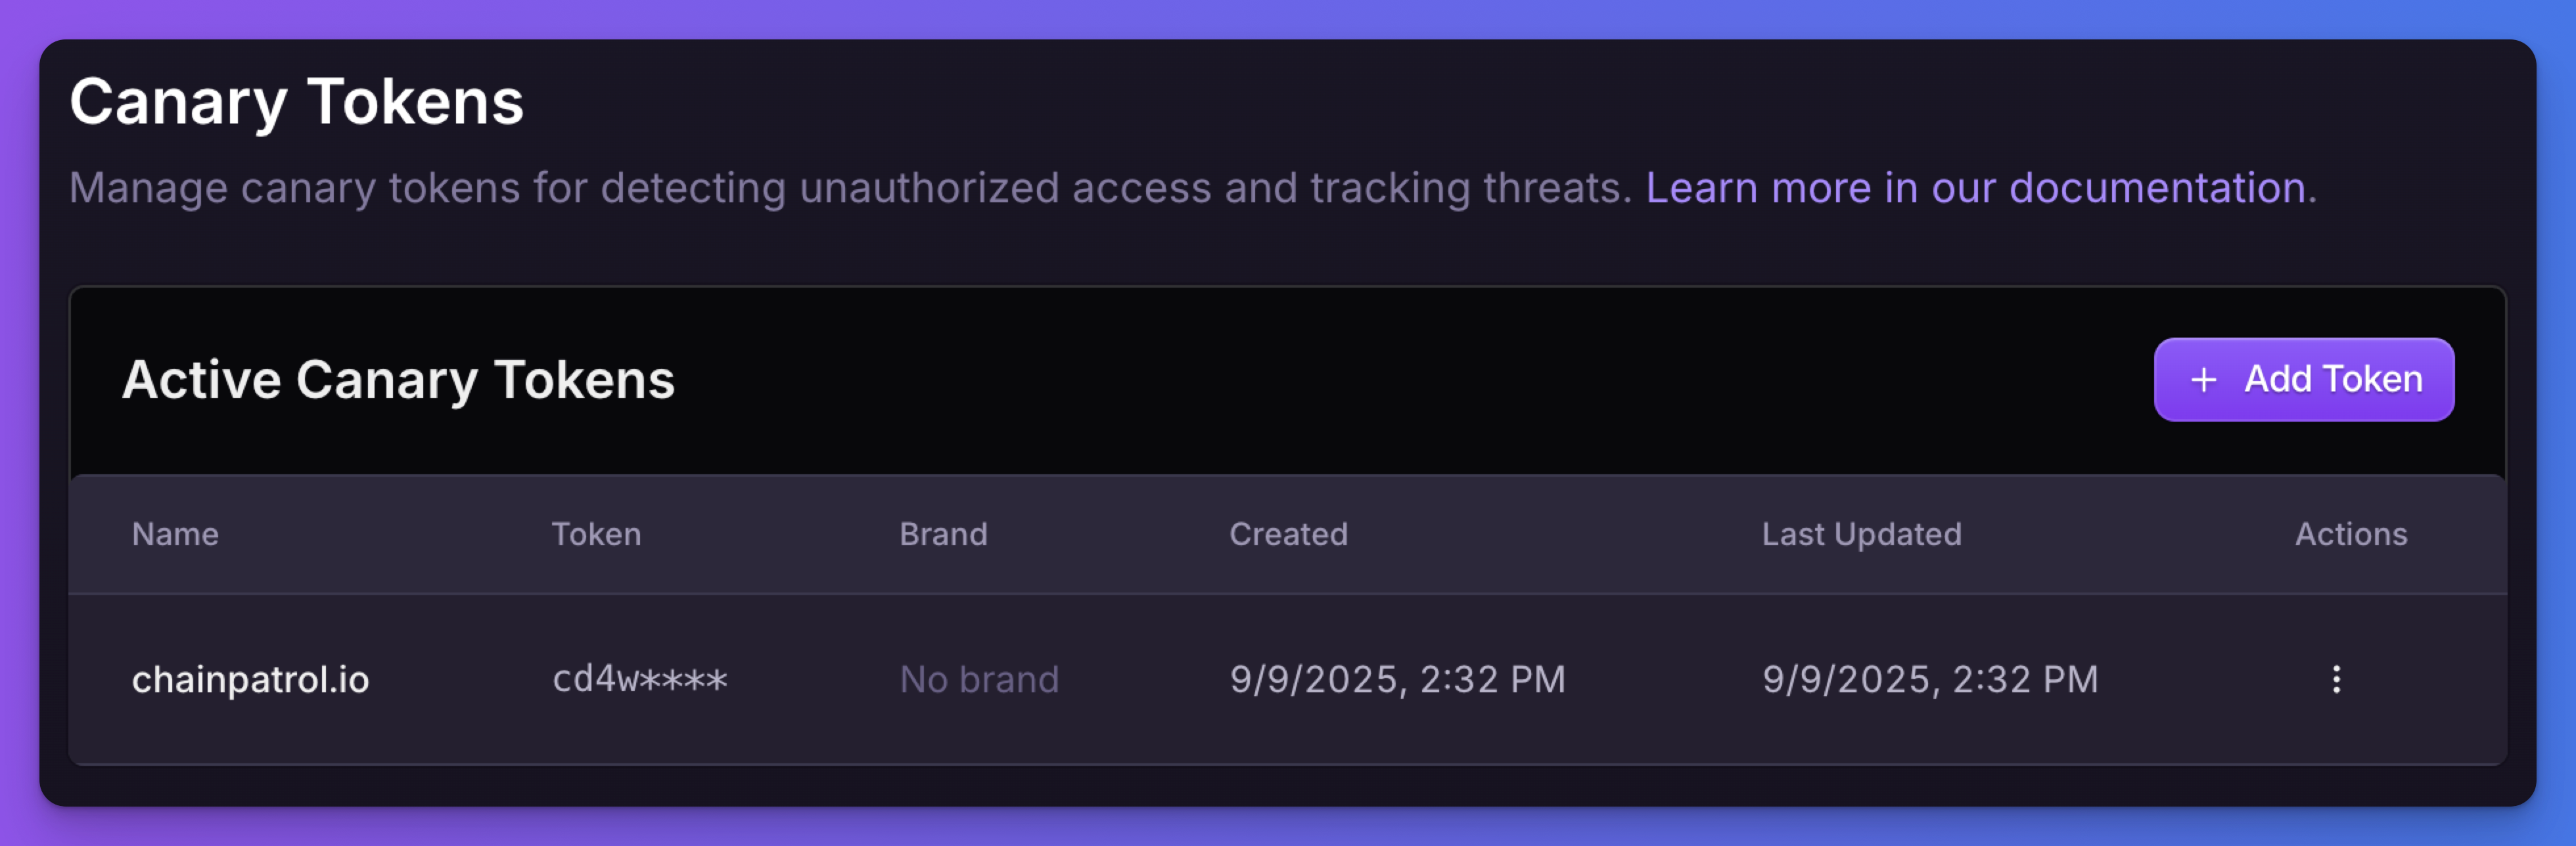 Canary Tokens
Manage canary tokens for detecting unauthorized access and tracking threats. Learn more in our documentation.
Active Canary Tokens
+ Add Token
Name Token Brand Created Last Updated Actions
chainpatrol.io cd4w**** No brand 9/9/2025, 2:32 PM 9/9/2025, 2:32 PM